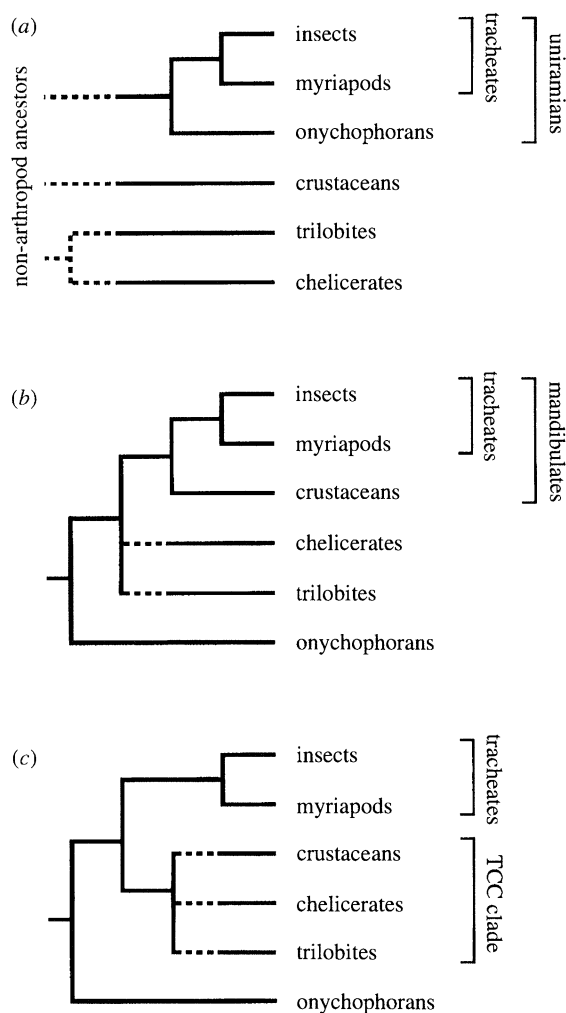 (a)
non-arthropod ancestors
insects
myriapods
onychophorans
crustaceans
trilobites
chelicerates
tracheates
uniramians
(b)
insects
myriapods
crustaceans
chelicerates
trilobites
onychophorans
tracheates
mandibulates
(c)
insects
myriapods
crustaceans
chelicerates
trilobites
onychophorans
tracheates
TCC clade